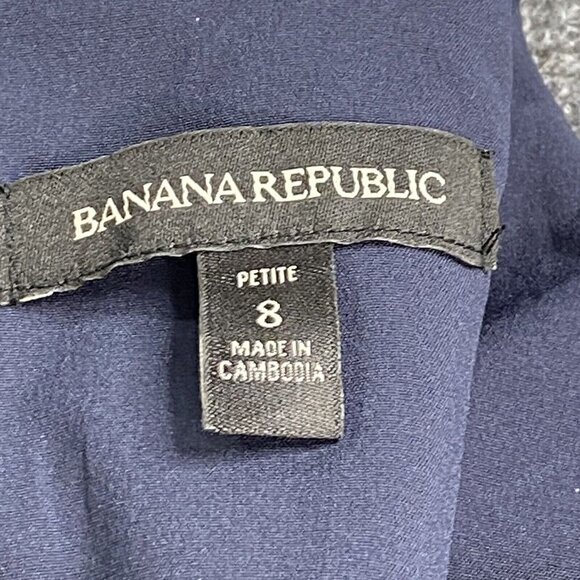 BANANA REPUBLIC
PETITE
8
MADE IN
CAMBODIA